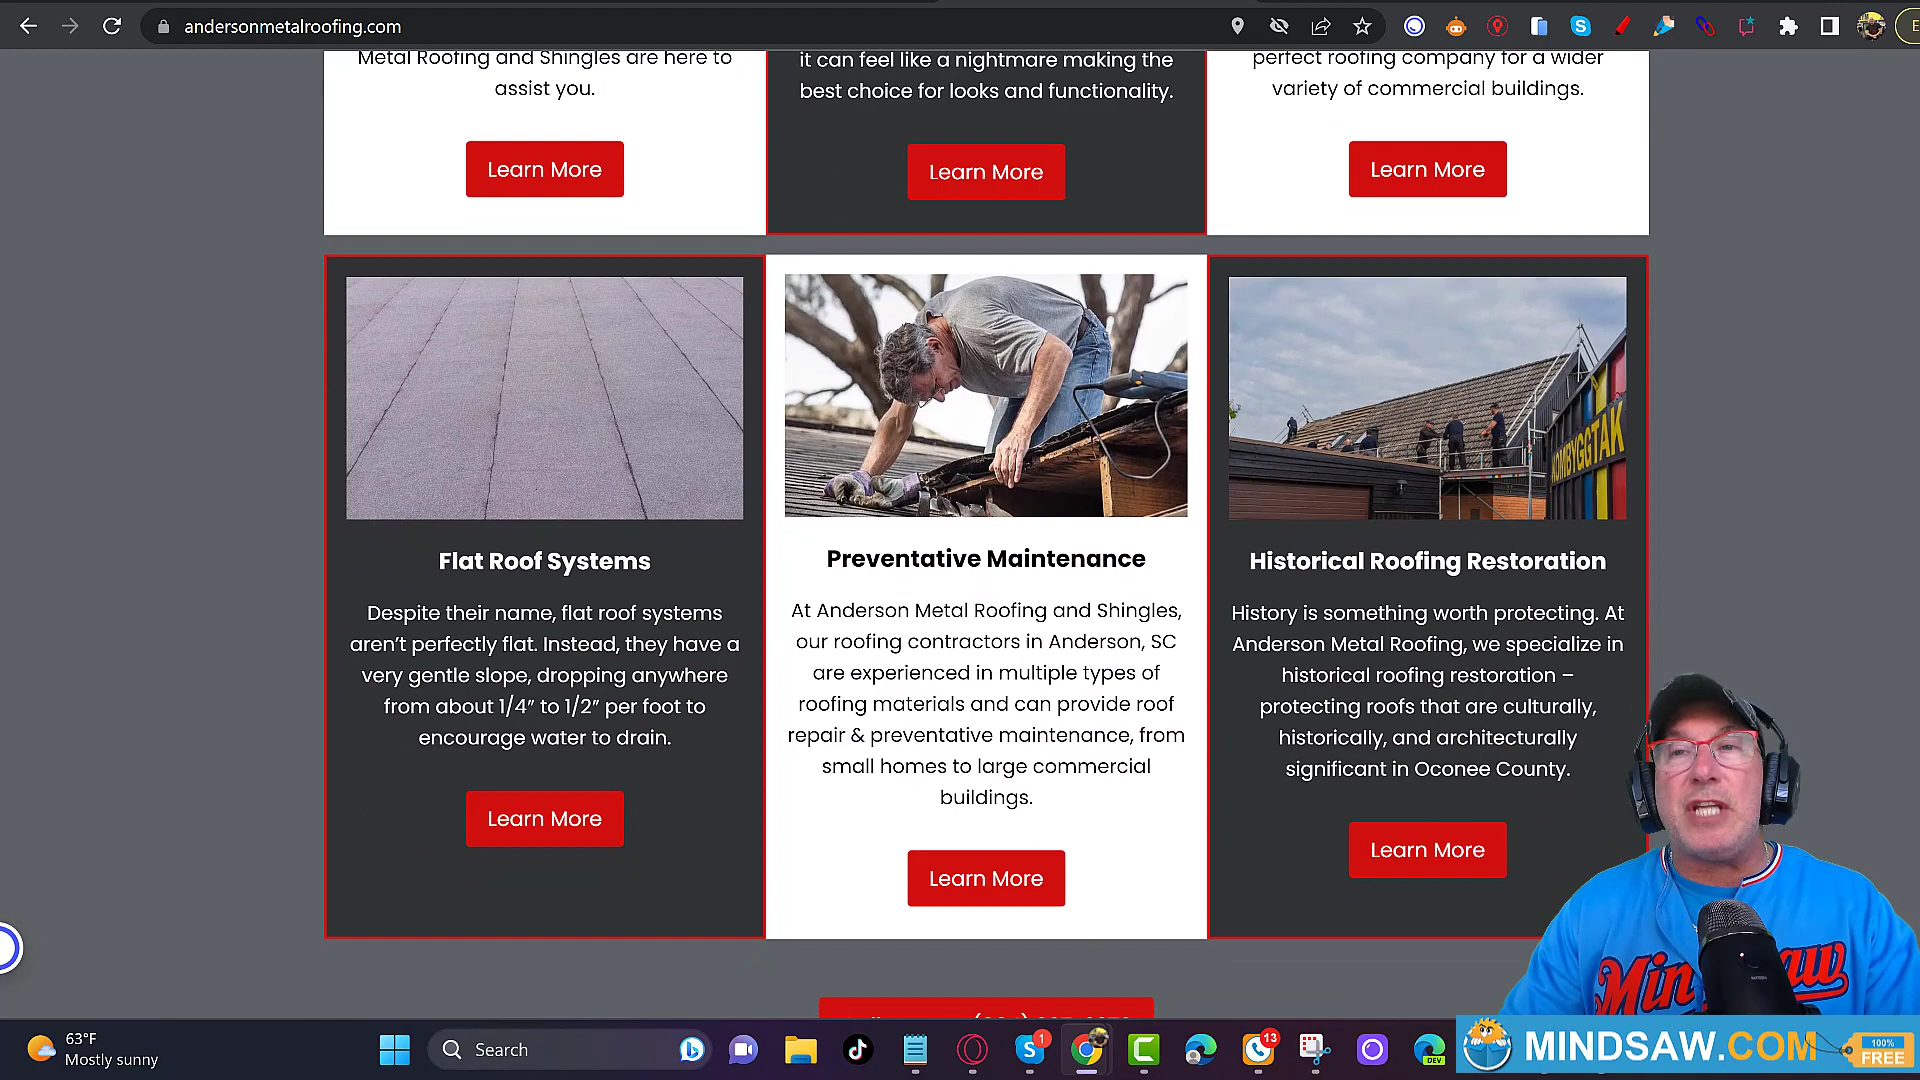 andersonmetalroofing.com
Metal Roofing and Shingles are here to
assist you.
Learn More
it can feel like a nightmare making the
best choice for looks and functionality.
Learn More
perfect roofing company for a wider
variety of commercial buildings.
Learn More
Flat Roof Systems
Despite their name, flat roof systems
aren’t perfectly flat. Instead, they have a
very gentle slope, dropping anywhere
from about 1/4” to 1/2” per foot to
encourage water to drain.
Learn More
Preventative Maintenance
At Anderson Metal Roofing and Shingles,
our roofing contractors in Anderson, SC
are experienced in multiple types of
roofing materials and can provide roof
repair & preventative maintenance, from
small homes to large commercial
buildings.
Learn More
KOMBYGGTAK
Historical Roofing Restoration
History is something worth protecting. At
Anderson Metal Roofing, we specialize in
historical roofing restoration –
protecting roofs that are culturally,
historically, and architecturally
significant in Oconee County.
Learn More
63°F
Mostly sunny
Search
1
13
DEV
MINDSAW.COM
100%
FREE